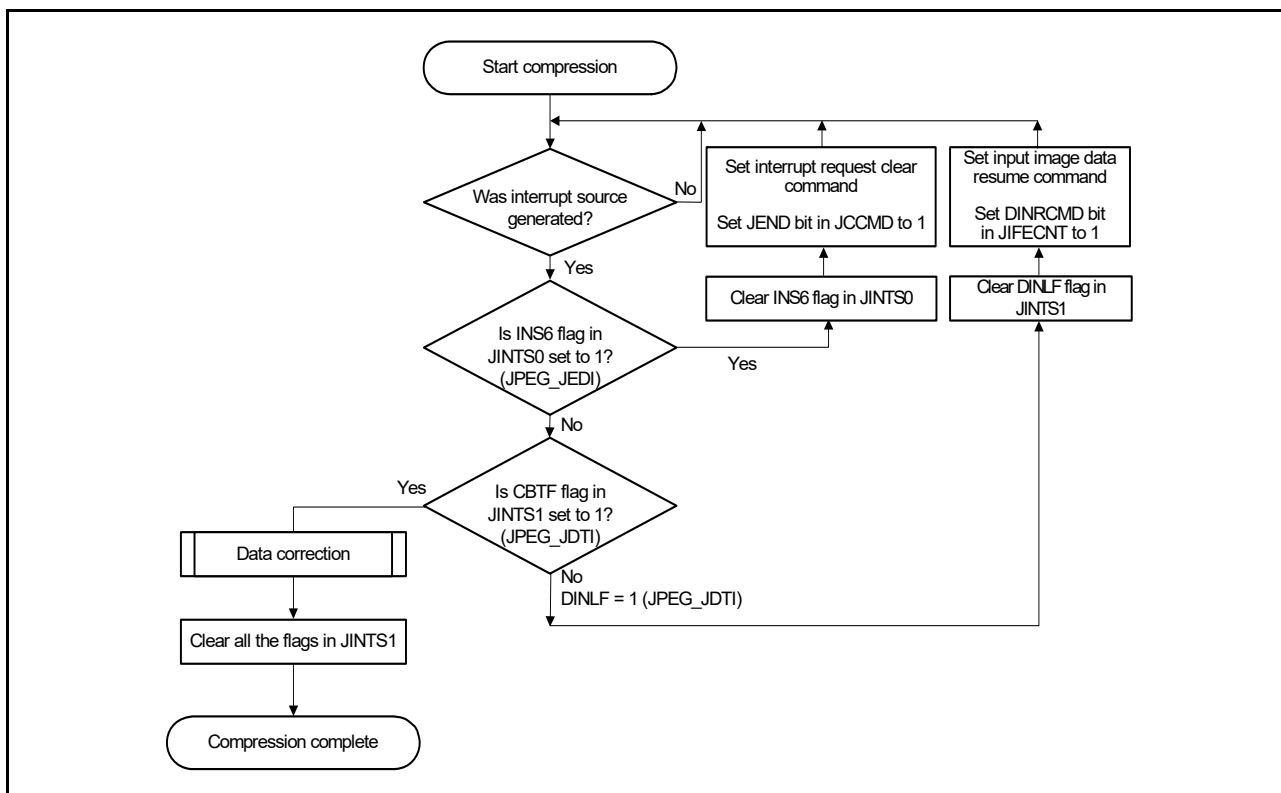 Start compression
Was interrupt source
generated?
No
Yes
Set interrupt request clear
command
Set JEND bit in JCCMD to 1
Set input image data
resume command
Set DINRCMD bit
in JIFECNT to 1
Clear INS6 flag in JINTS0
Clear DINLF flag in
JINTS1
Is INS6 flag in
JINTS0 set to 1?
(JPEG_JEDI)
Yes
No
Is CBTF flag in
JINTS1 set to 1?
(JPEG_JDTI)
Yes
No
DINLF = 1 (JPEG_JDTI)
Data correction
Clear all the flags in JINTS1
Compression complete